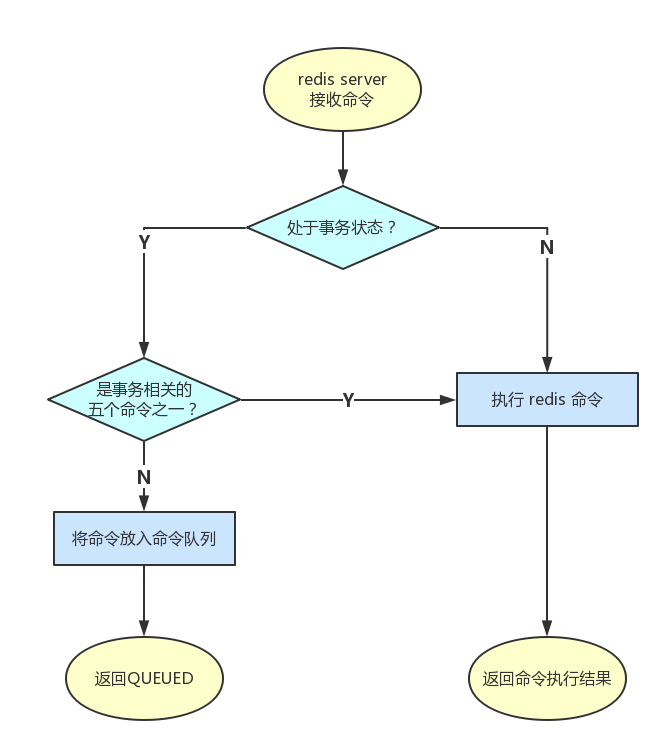 redis server
接收命令
处于事务状态？
Y
N
是事务相关的
五个命令之一？
Y
执行 redis 命令
N
将命令放入命令队列
返回QUEUED
返回命令执行结果